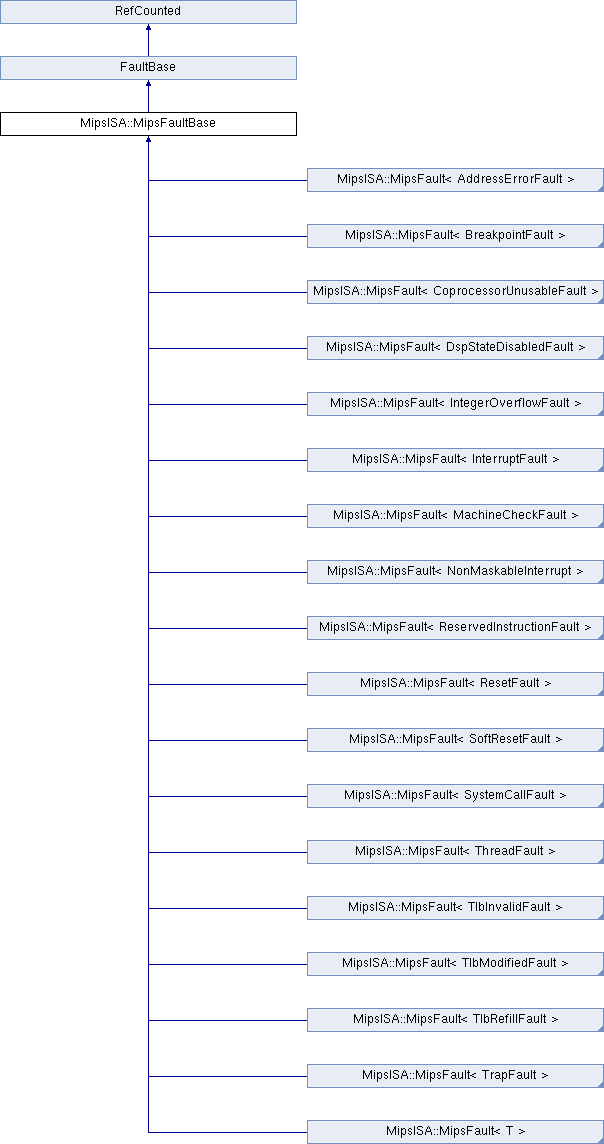 RefCounted
FaultBase
MipsISA::MipsFaultBase
MipsISA::MipsFault< AddressErrorFault >
MipsISA::MipsFault< BreakpointFault >
MipsISA::MipsFault< CoprocessorUnusableFault >
MipsISA::MipsFault< DspStateDisabledFault >
MipsISA::MipsFault< IntegerOverflowFault >
MipsISA::MipsFault< InterruptFault >
MipsISA::MipsFault< MachineCheckFault >
MipsISA::MipsFault< NonMaskableInterrupt >
MipsISA::MipsFault< ReservedInstructionFault >
MipsISA::MipsFault< ResetFault >
MipsISA::MipsFault< SoftResetFault >
MipsISA::MipsFault< SystemCallFault >
MipsISA::MipsFault< ThreadFault >
MipsISA::MipsFault< TlbInvalidFault >
MipsISA::MipsFault< TlbModifiedFault >
MipsISA::MipsFault< TlbRefillFault >
MipsISA::MipsFault< TrapFault >
MipsISA::MipsFault< T >